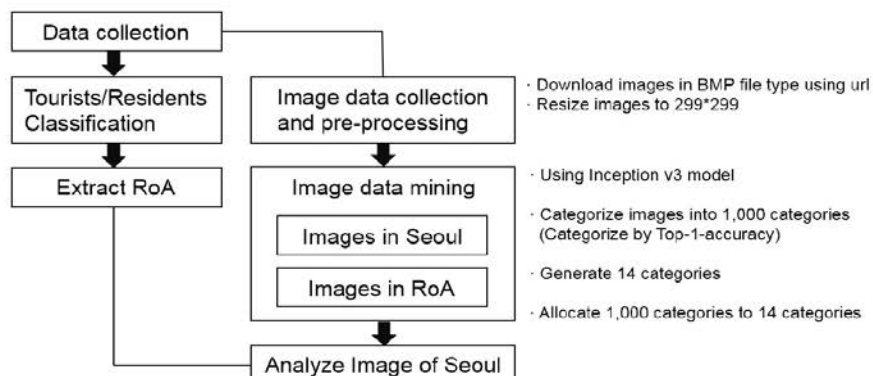 Data collection
Tourists/Residents
Classification
Extract RoA
Image data collection
and pre-processing
· Download images in BMP file type using url
· Resize images to 299*299
Image data mining
Images in Seoul
Images in RoA
· Using Inception v3 model
· Categorize images into 1,000 categories
(Categorize by Top-1-accuracy)
· Generate 14 categories
· Allocate 1,000 categories to 14 categories
Analyze Image of Seoul